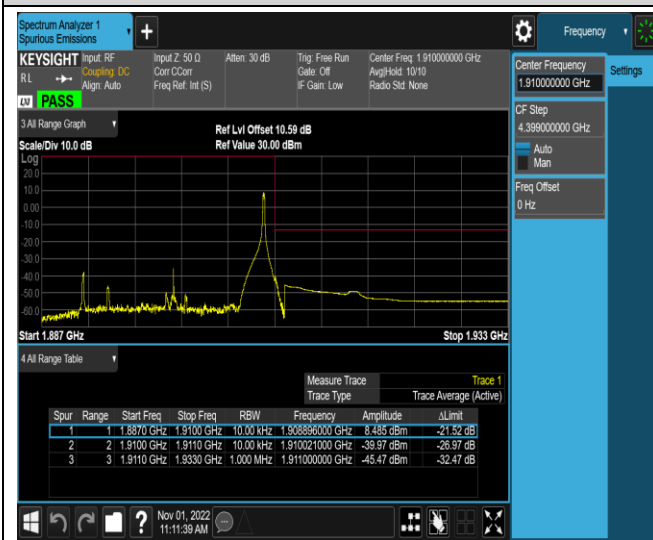 Spectrum Analyzer 1
Spurious Emissions
+
Frequency
KEYSIGHT Input: RF Input Z: 50 Ω Atten: 30 dB Trig: Free Run Center Freq: 1.910000000 GHz
RL Coupling: DC Corr CCorr Gate: Off Avg|Hold: 10/10
Align: Auto Freq Ref: Int (S) IF Gain: Low Radio Std: None
LXI PASS
Center Frequency
1.910000000 GHz
Settings
CF Step
4.399000000 GHz
Auto
Man
Freq Offset
0 Hz
3 All Range Graph
Ref Lvl Offset 10.59 dB
Scale/Div 10.0 dB Ref Value 30.00 dBm
Log
20.0
10.0
0.00
-10.0
-20.0
-30.0
-40.0
-50.0
-60.0
Start 1.887 GHz Stop 1.933 GHz
4 All Range Table
Measure Trace Trace 1
Trace Type Trace Average (Active)
Spur Range Start Freq Stop Freq RBW Frequency Amplitude ΔLimit
1 1 1.8870 GHz 1.9100 GHz 10.00 kHz 1.908896000 GHz 8.485 dBm -21.52 dB
2 2 1.9100 GHz 1.9110 GHz 10.00 kHz 1.910021000 GHz -39.97 dBm -26.97 dB
3 3 1.9110 GHz 1.9330 GHz 1.000 MHz 1.911000000 GHz -45.47 dBm -32.47 dB
? Nov 01, 2022
11:11:39 AM